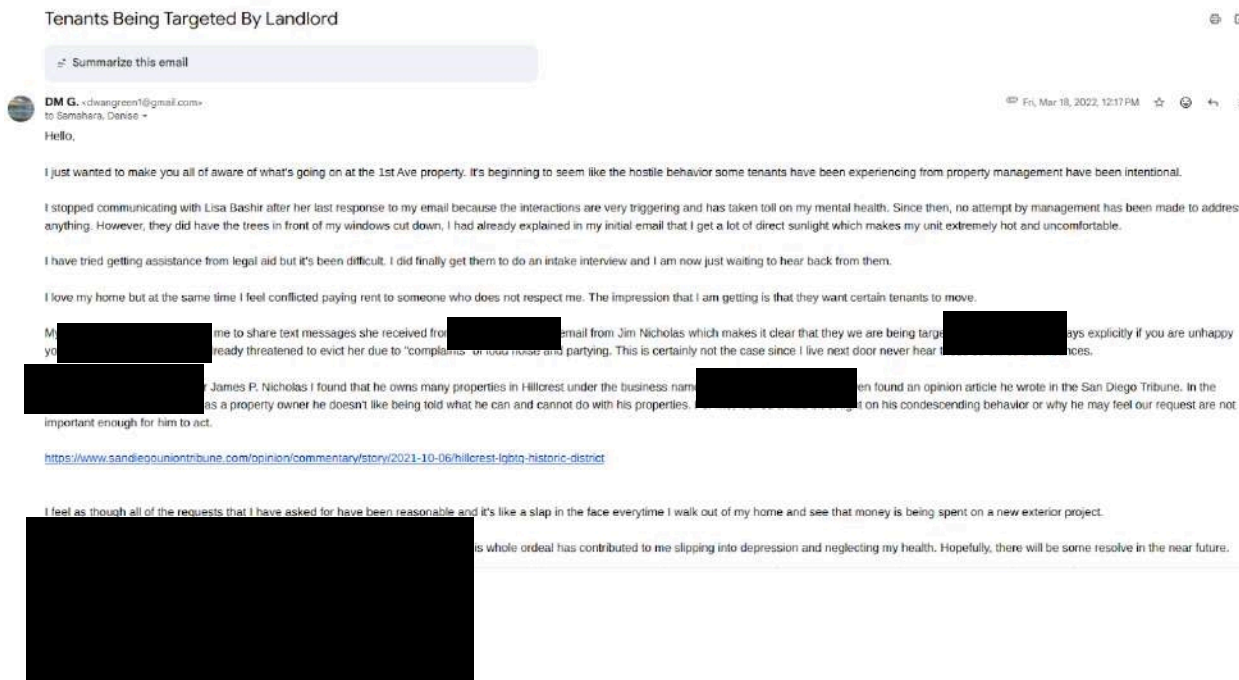 Tenants Being Targeted By Landlord
Summarize this email
DM G. <dwangreen1@gmail.com>
Fri, Mar 18, 2022, 12:17 PM
to Samahara, Denise
Hello,
I just wanted to make you all of aware of what's going on at the 1st Ave property. It's beginning to seem like the hostile behavior some tenants have been experiencing from property management have been intentional.
I stopped communicating with Lisa Bashir after her last response to my email because the interactions are very triggering and has taken toll on my mental health. Since then, no attempt by management has been made to addres
anything. However, they did have the trees in front of my windows cut down, I had already explained in my initial email that I get a lot of direct sunlight which makes my unit extremely hot and uncomfortable.
I have tried getting assistance from legal aid but it's been difficult. I did finally get them to do an intake interview and I am now just waiting to hear back from them.
I love my home but at the same time I feel conflicted paying rent to someone who does not respect me. The impression that I am getting is that they want certain tenants to move.
My me to share text messages she received from email from Jim Nicholas which makes it clear that they we are being targe ays explicitly if you are unhappy
yo ready threatened to evict her due to "complaints" of loud noise and partying. This is certainly not the case since I live next door never hear nces.
r James P. Nicholas I found that he owns many properties in Hillcrest under the business name en found an opinion article he wrote in the San Diego Tribune. In the
as a property owner he doesn't like being told what he can and cannot do with his properties. on his condescending behavior or why he may feel our request are not
important enough for him to act.
https://www.sandiegouniontribune.com/opinion/commentary/story/2021-10-06/hillcrest-lgbtq-historic-district
I feel as though all of the requests that I have asked for have been reasonable and it's like a slap in the face everytime I walk out of my home and see that money is being spent on a new exterior project.
is whole ordeal has contributed to me slipping into depression and neglecting my health. Hopefully, there will be some resolve in the near future.